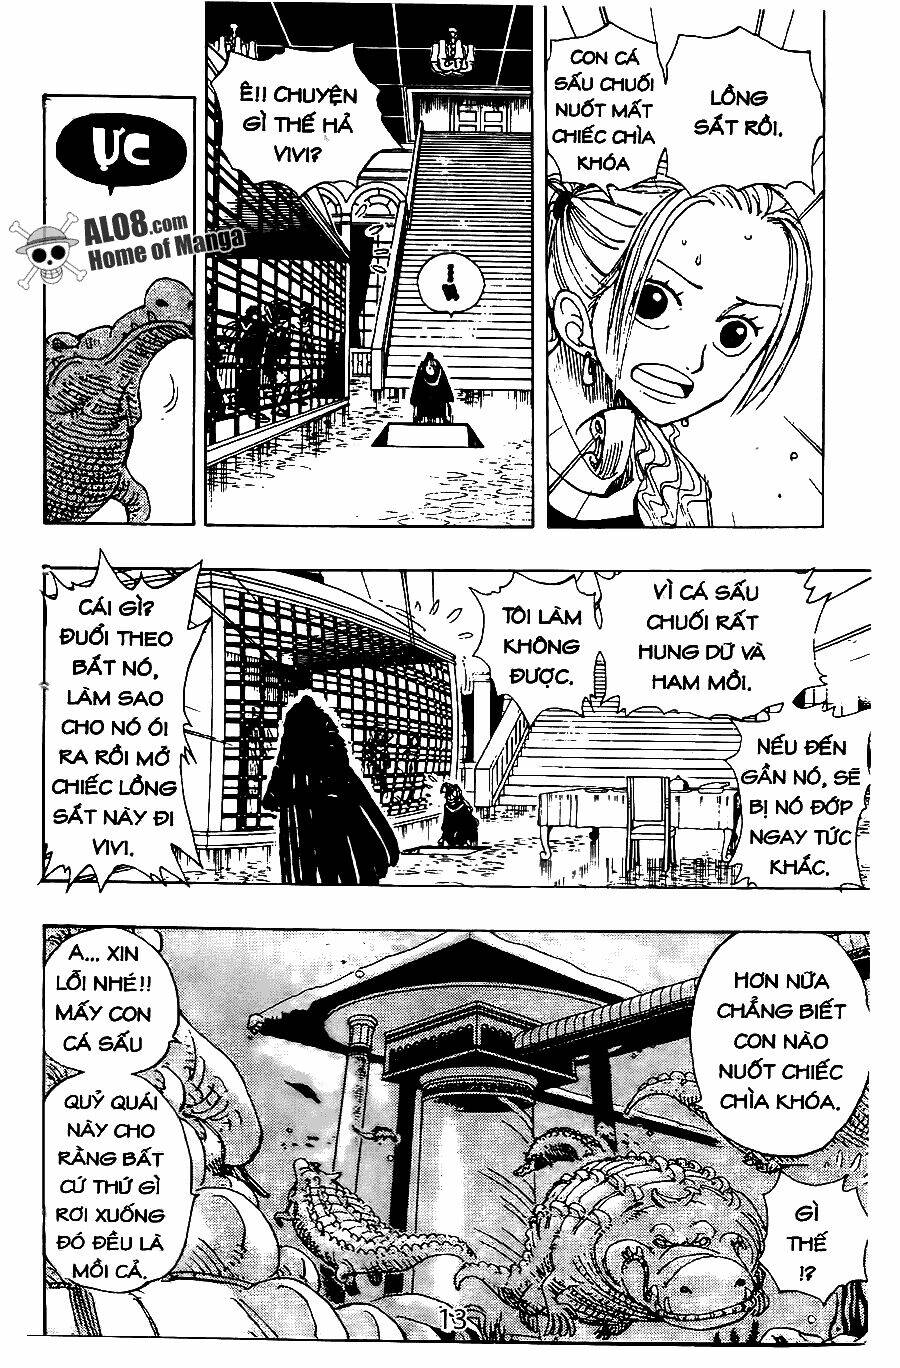 LỒNG
SẮT RỒI.
CON CÁ
SẤU CHUỐI
NUỐT MẤT
CHIẾC CHÌA
KHÓA
Ê!! CHUYỆN
GÌ THẾ HẢ
VIVI?
ỰC
AL08.com
Home of Manga
VÌ CÁ SẤU
CHUỐI RẤT
HUNG DỮ VÀ
HAM MỒI.
NẾU ĐẾN
GẦN NÓ, SẼ
BỊ NÓ ĐỚP
NGAY TỨC
KHẮC.
TÔI LÀM
KHÔNG
ĐƯỢC.
CÁI GÌ?
ĐUỔI THEO
BẮT NÓ,
LÀM SAO
CHO NÓ ÓI
RA RỒI MỞ
CHIẾC LỒNG
SẮT NÀY ĐI
VIVI.
HƠN NỮA
CHẲNG BIẾT
CON NÀO
NUỐT CHIẾC
CHÌA KHÓA.
GÌ
THẾ
!?
A... XIN
LỖI NHÉ!!
MẤY CON
CÁ SẤU
QUỶ QUÁI
NÀY CHO
RẰNG BẤT
CỨ THỨ GÌ
RƠI XUỐNG
ĐÓ ĐỀU LÀ
MỒI CẢ.
13